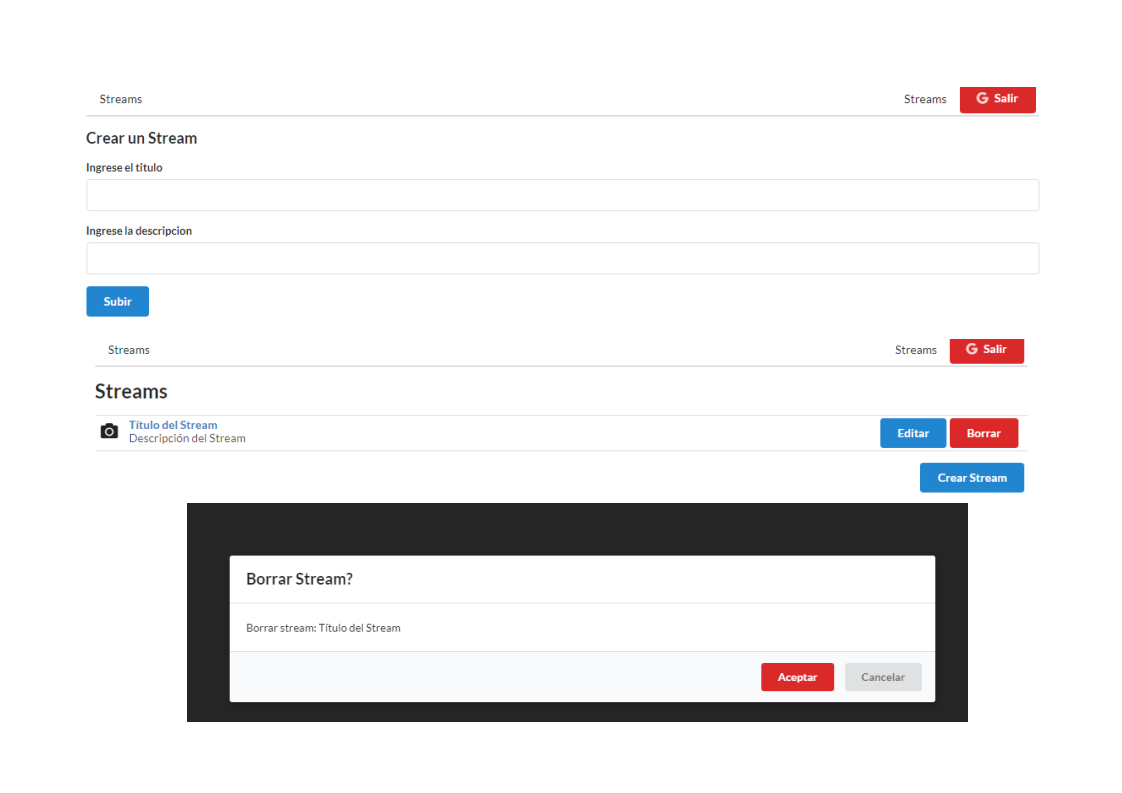 Streams Streams G Salir
Crear un Stream
Ingrese el titulo
Ingrese la descripcion
Subir
Streams Streams G Salir
Streams
Título del Stream
Descripción del Stream
Editar Borrar
Crear Stream
Borrar Stream?
Borrar stream: Título del Stream
Aceptar Cancelar